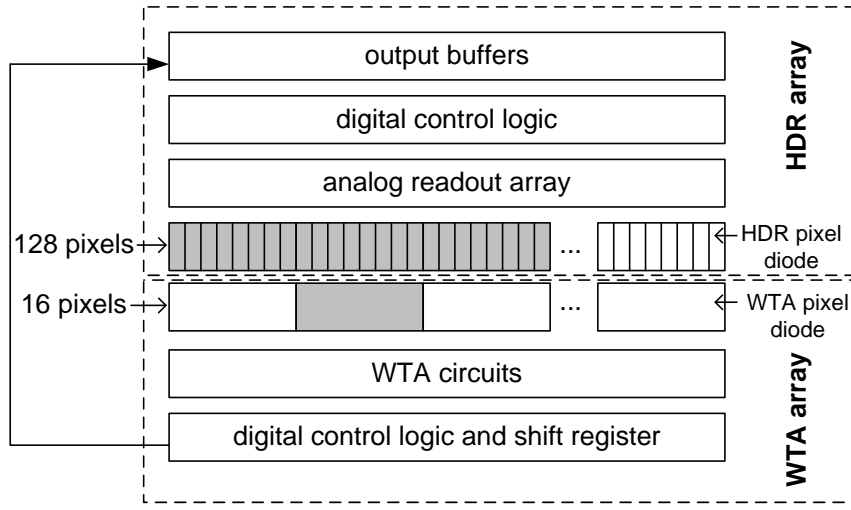 output buffers
digital control logic
analog readout array
HDR array
128 pixels
...
HDR pixel
diode
16 pixels
...
WTA pixel
diode
WTA circuits
digital control logic and shift register
WTA array